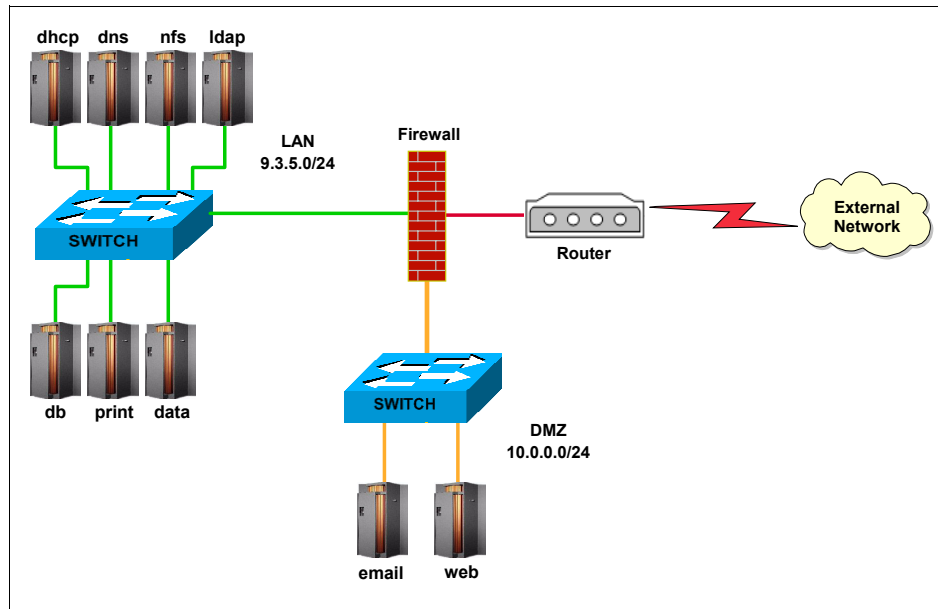 dhcp dns nfs ldap
LAN
9.3.5.0/24
Firewall
SWITCH
Router
External
Network
db print data
SWITCH
DMZ
10.0.0.0/24
email web